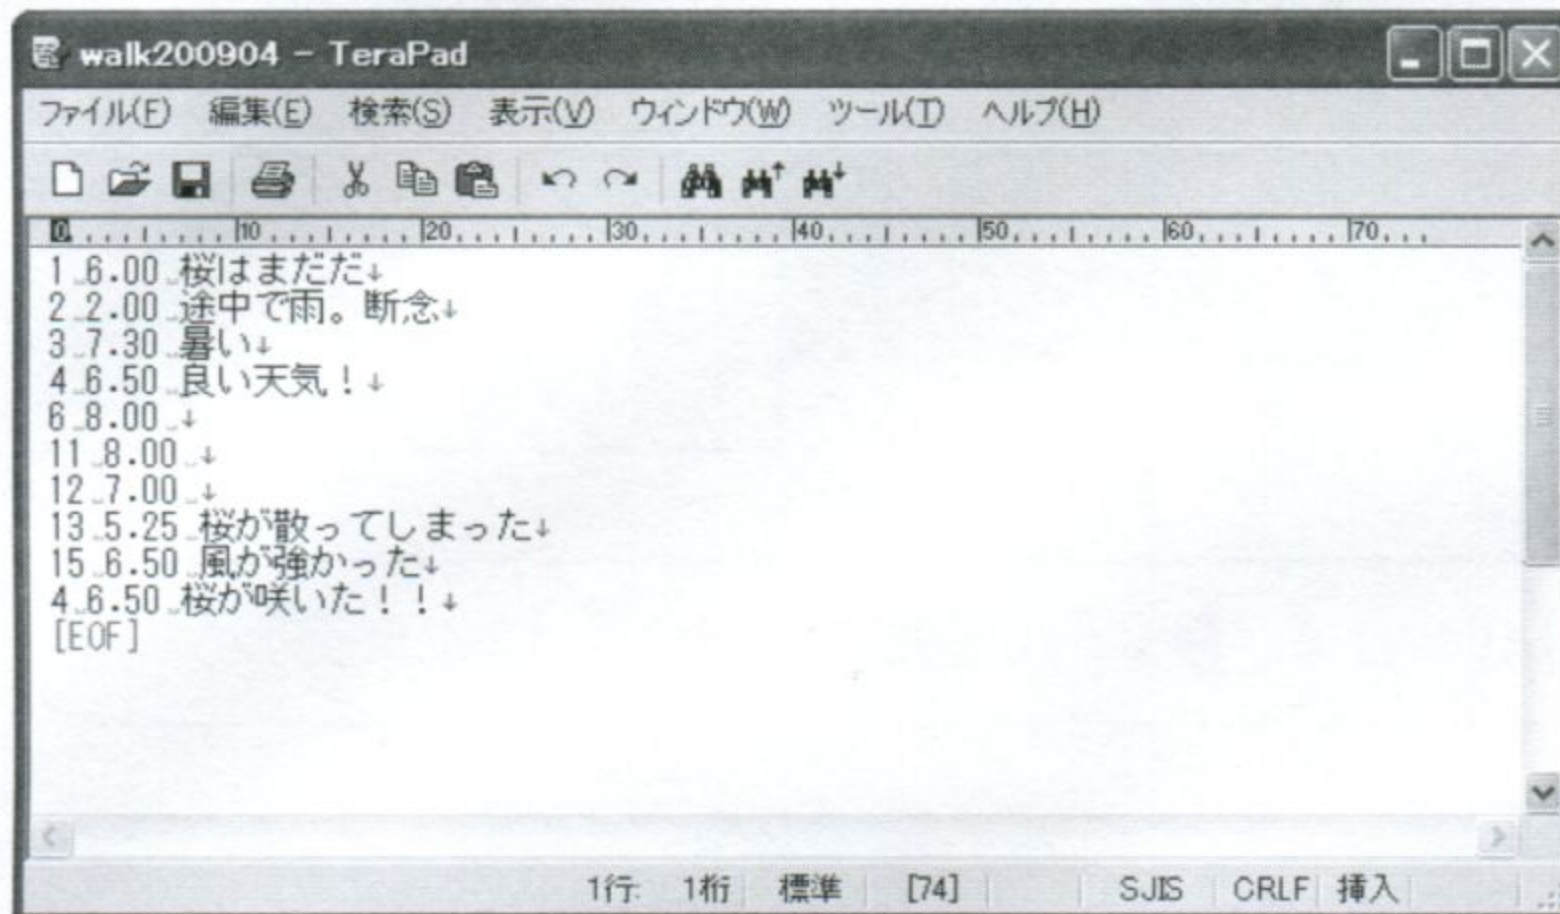 walk200904 - TeraPad
ファイル(F) 編集(E) 検索(S) 表示(V) ウィンドウ(W) ツール(T) ヘルプ(H)
0 10 20 30 40 50 60 70
1 6.00 桜はまだだ↓
2 2.00 途中で雨。断念↓
3 7.30 暑い↓
4 6.50 良い天気！↓
6 8.00 ↓
11 8.00 ↓
12 7.00 ↓
13 5.25 桜が散ってしまった↓
15 6.50 風が強かった↓
4 6.50 桜が咲いた！！↓
[EOF]
1行: 1桁 標準 [74] SJIS CRLF 挿入